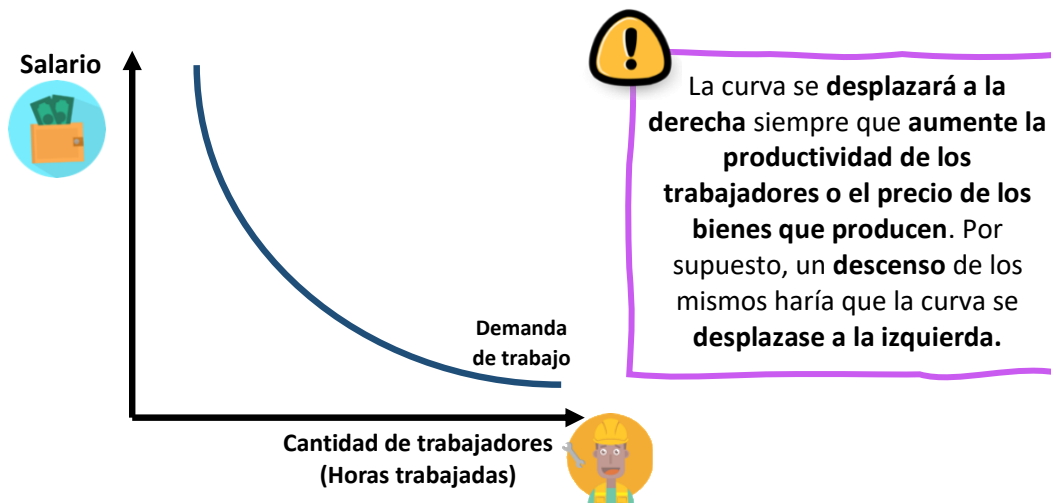 Salario
La curva se desplazará a la
derecha siempre que aumente la
productividad de los
trabajadores o el precio de los
bienes que producen. Por
supuesto, un descenso de los
mismos haría que la curva se
desplazase a la izquierda.
Demanda
de trabajo
Cantidad de trabajadores
(Horas trabajadas)